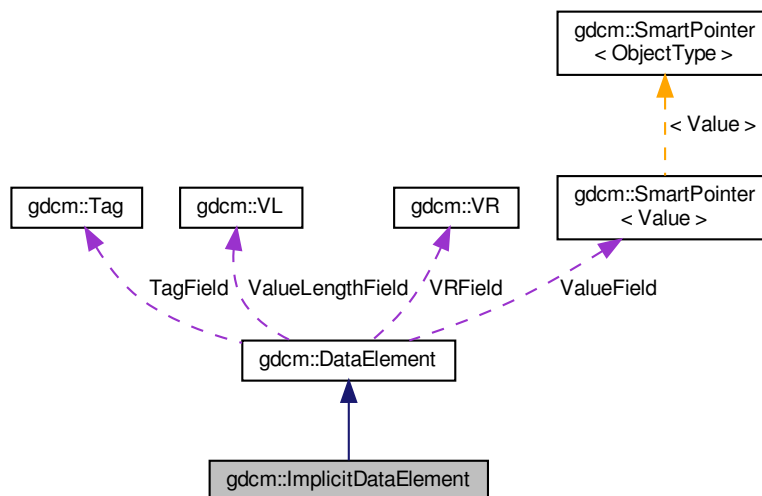 gdcm::SmartPointer
< ObjectType >
< Value >
gdcm::Tag
gdcm::VL
gdcm::VR
gdcm::SmartPointer
< Value >
TagField
ValueLengthField
VRField
ValueField
gdcm::DataElement
gdcm::ImplicitDataElement